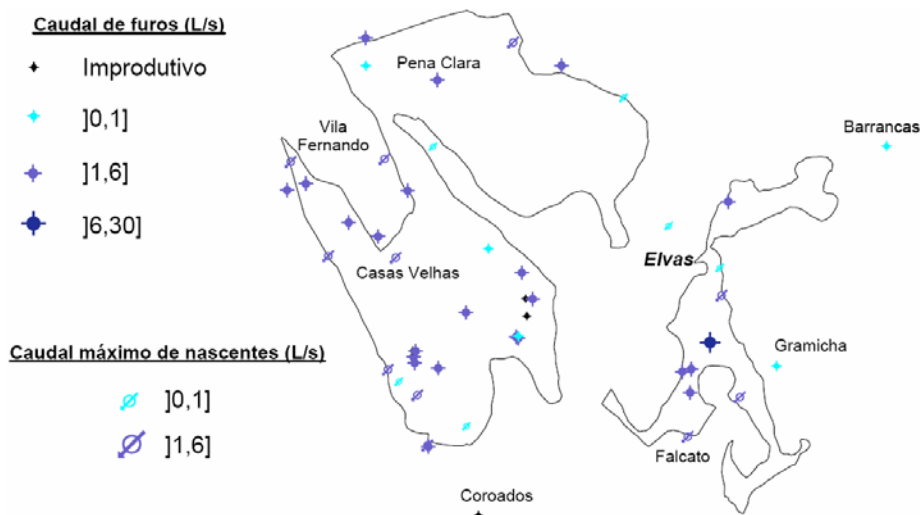 Caudal de furos (L/s)
Improdutivo
]0,1]
]1,6]
]6,30]
Caudal máximo de nascentes (L/s)
]0,1]
]1,6]
Pena Clara
Vila
Fernando
Barrancas
Elvas
Casas Velhas
Gramicha
Falcato
Coroados